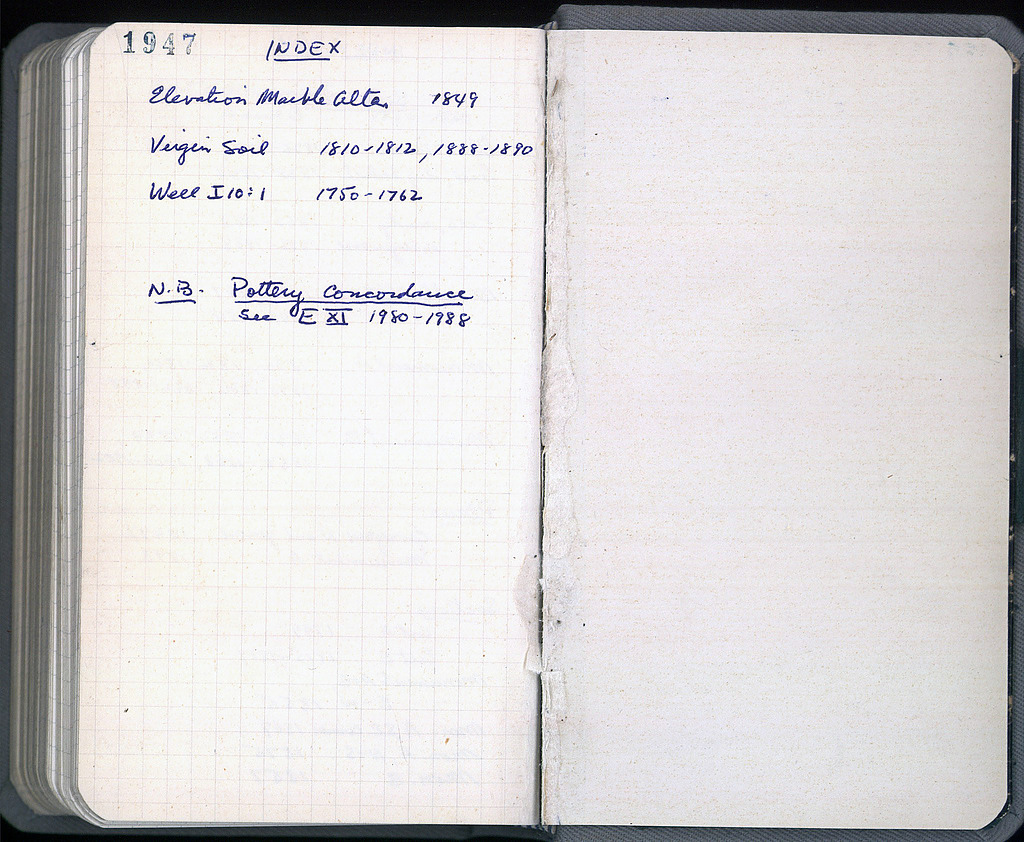 1947 INDEX
Elevation Marble Altar 1849
Virgin Soil 1810-1812, 1888-1890
Well I 10:1 1750-1762
N.B. Pottery Concordance
See E XI 1980-1988